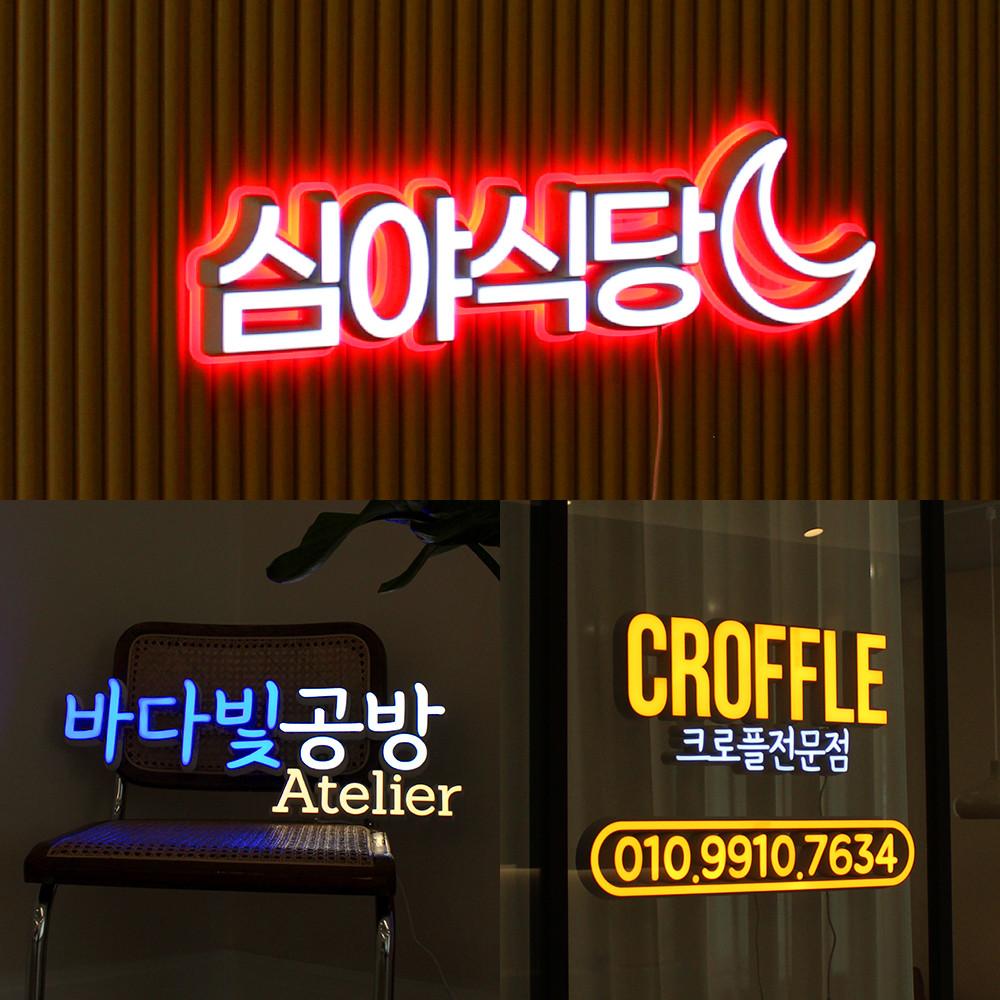 심야식당
바다빛공방
Atelier
CROFFLE
크로플전문점
010.9910.7634